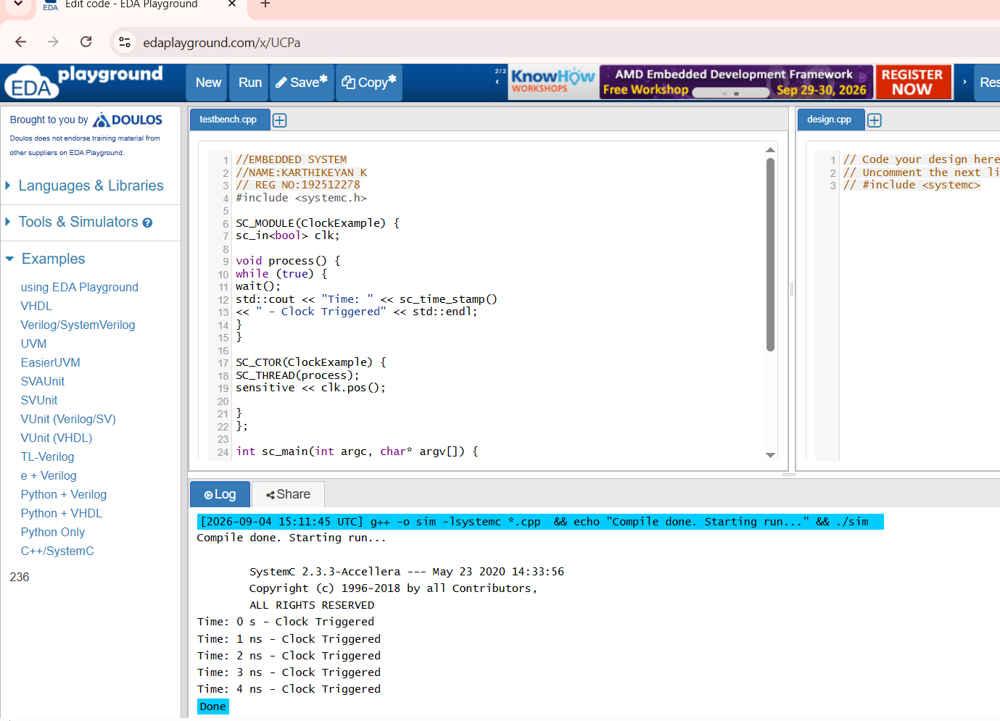 Edit code - EDA Playground
edaplayground.com/x/UCPa
EDA playground
New
Run
Save*
Copy*
2/2
KnowHow
WORKSHOPS
AMD Embedded Development Framework
Free Workshop
Sep 29-30, 2026
REGISTER
NOW
Res
Brought to you by DOULOS
Doulos does not endorse training material from
other suppliers on EDA Playground.
Languages & Libraries
Tools & Simulators
Examples
using EDA Playground
VHDL
Verilog/SystemVerilog
UVM
EasierUVM
SVAUnit
SVUnit
VUnit (Verilog/SV)
VUnit (VHDL)
TL-Verilog
e + Verilog
Python + Verilog
Python + VHDL
Python Only
C++/SystemC
236
testbench.cpp
1 //EMBEDDED SYSTEM
2 //NAME:KARTHIKEYAN K
3 // REG NO:192512278
4 #include <systemc.h>
5
6 SC_MODULE(ClockExample) {
7 sc_in<bool> clk;
8
9 void process() {
10 while (true) {
11 wait();
12 std::cout << "Time: " << sc_time_stamp()
13 << " - Clock Triggered" << std::endl;
14 }
15 }
16
17 SC_CTOR(ClockExample) {
18 SC_THREAD(process);
19 sensitive << clk.pos();
20
21 }
22 };
23
24 int sc_main(int argc, char* argv[]) {
design.cpp
1 // Code your design here
2 // Uncomment the next li
3 // #include <systemc>
Log
Share
[2026-09-04 15:11:45 UTC] g++ -o sim -lsystemc *.cpp  && echo "Compile done. Starting run..." && ./sim
Compile done. Starting run...
SystemC 2.3.3-Accellera --- May 23 2020 14:33:56
Copyright (c) 1996-2018 by all Contributors,
ALL RIGHTS RESERVED
Time: 0 s - Clock Triggered
Time: 1 ns - Clock Triggered
Time: 2 ns - Clock Triggered
Time: 3 ns - Clock Triggered
Time: 4 ns - Clock Triggered
Done